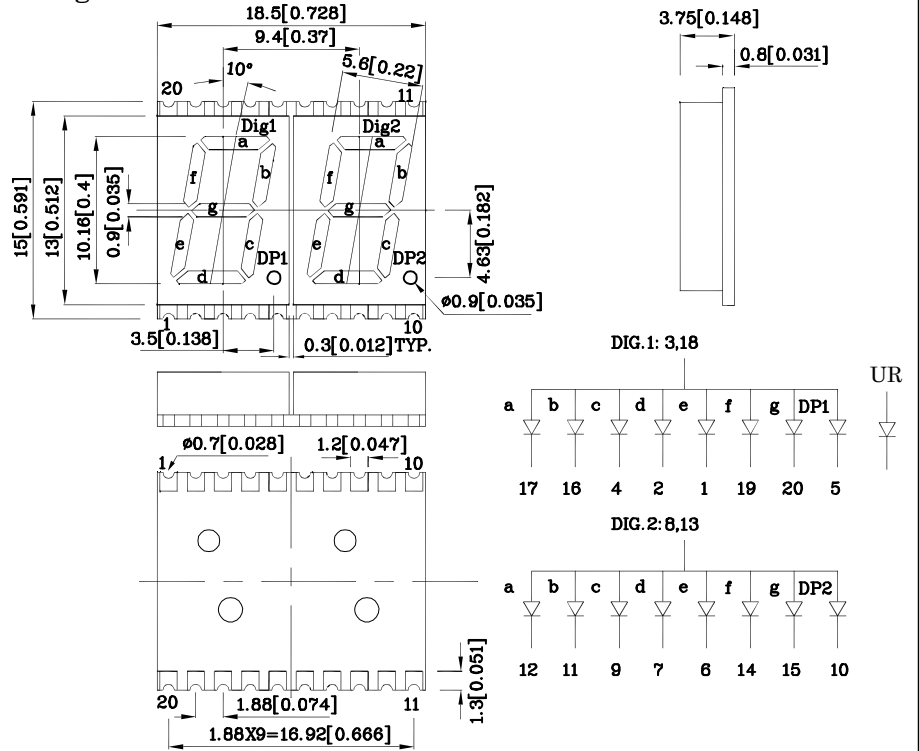 18.5[0.728]
9.4[0.37]
10°
5.6[0.22]
20
11
3.75[0.148]
0.8[0.031]
Dig1
Dig2
a
a
b
b
f
f
g
g
e
e
c
c
d
d
DP1
DP2
15[0.591]
13[0.512]
10.16[0.4]
0.9[0.035]
4.63[0.182]
ø0.9[0.035]
1
10
3.5[0.138]
0.3[0.012]TYP.
DIG.1: 3,18
UR
a b c d e f g DP1
17 16 4 2 1 19 20 5
DIG.2:8,13
a b c d e f g DP2
12 11 9 7 6 14 15 10
ø0.7[0.028]
1.2[0.047]
1
10
1.3[0.051]
20
11
1.88[0.074]
1.88X9=16.92[0.666]